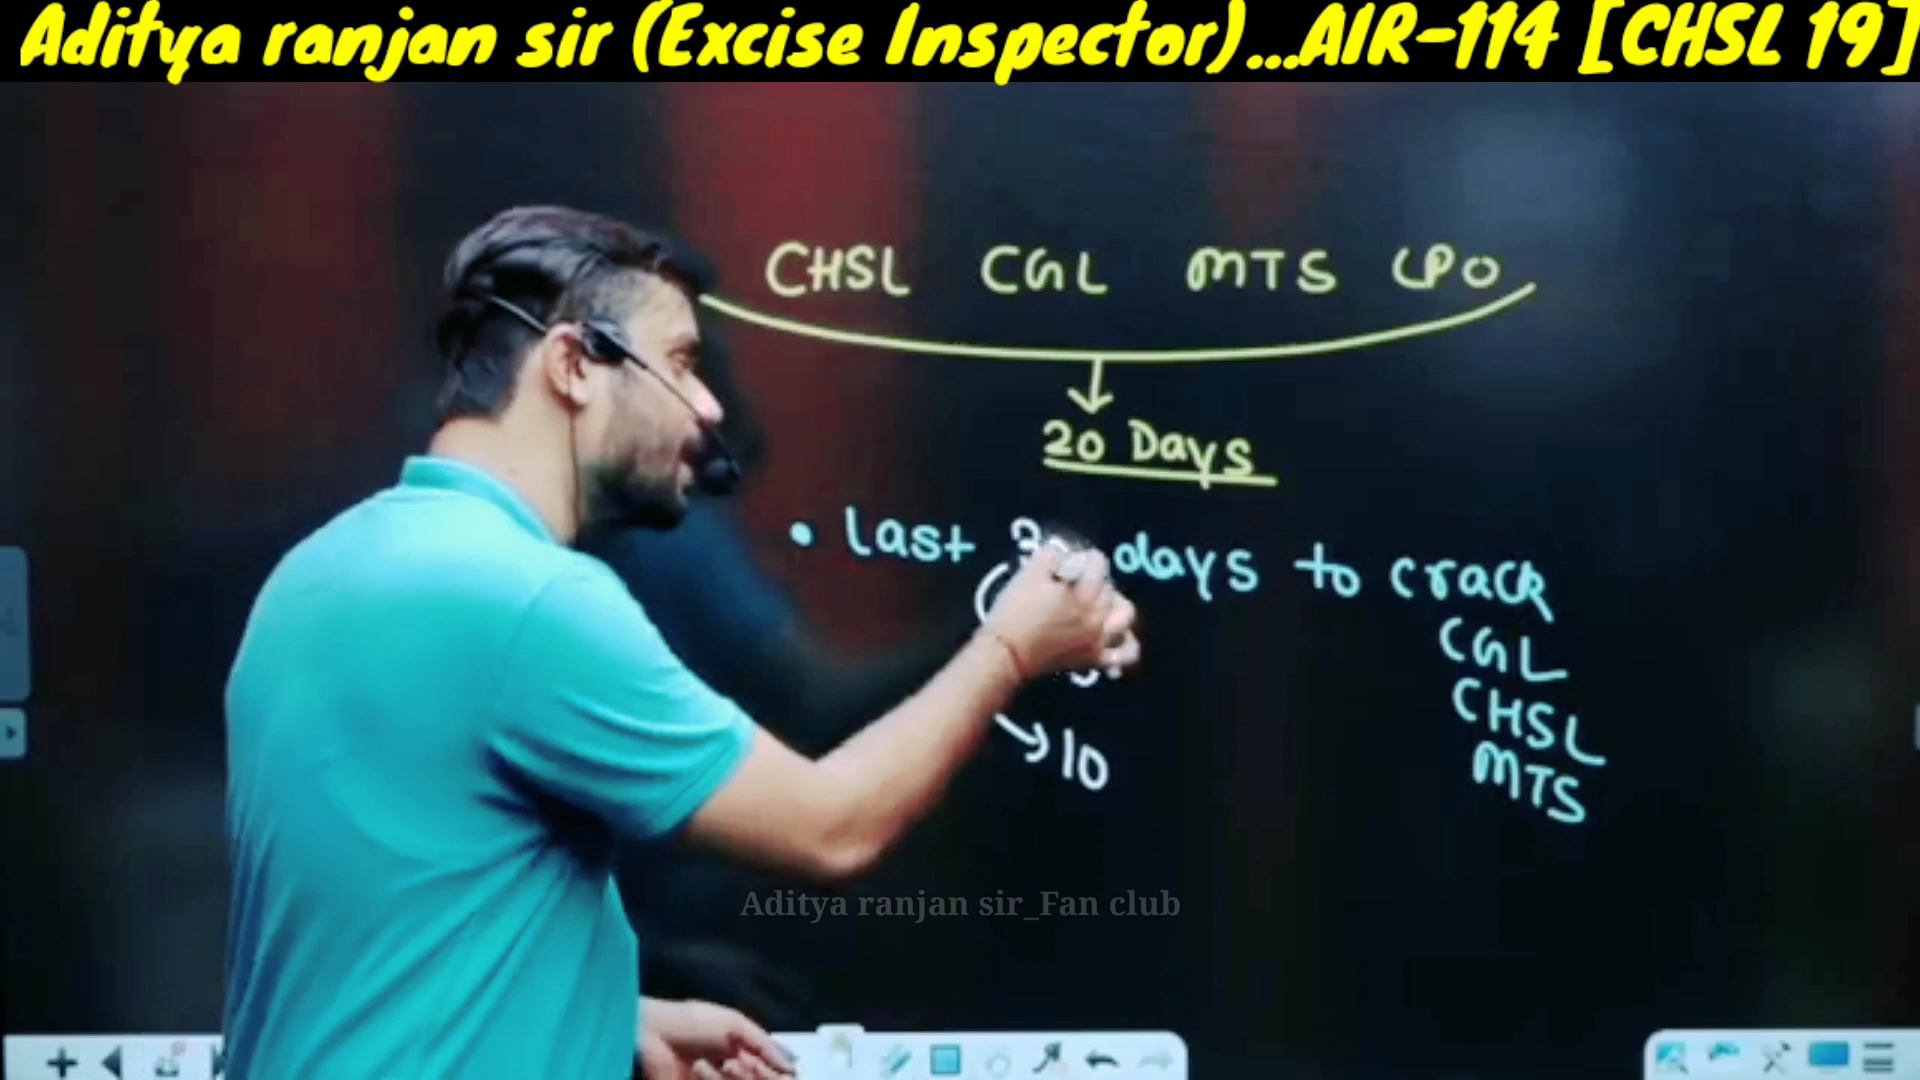 Aditya ranjan sir (Excise Inspector)...AIR-114 [CHSL 19]
CHSL CGL MTS CPO
20 Days
• Last days to crack
CGL
CHSL
MTS
→ 10
Aditya ranjan sir_Fan club